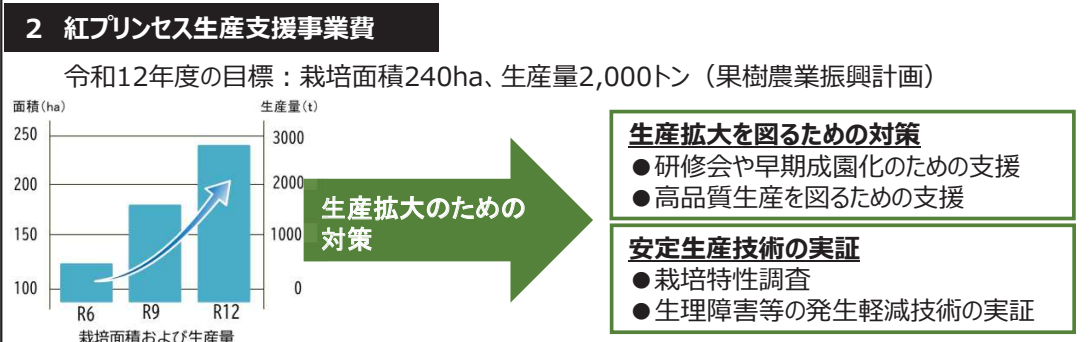 2 紅プリンセス生産支援事業費
令和12年度の目標：栽培面積240ha、生産量2,000トン（果樹農業振興計画）
面積(ha)
生産量(t)
250
200
150
100
3000
2000
1000
0
R6
R9
R12
栽培面積および生産量
生産拡大のための
対策
生産拡大を図るための対策
●研修会や早期成園化のための支援
●高品質生産を図るための支援
安定生産技術の実証
●栽培特性調査
●生理障害等の発生軽減技術の実証